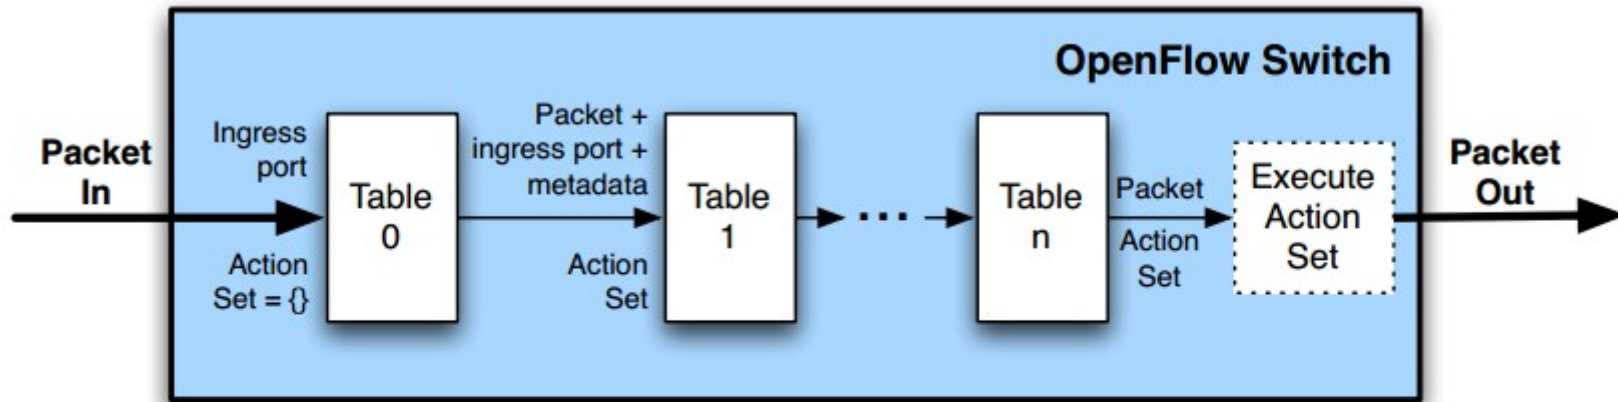 OpenFlow Switch
Packet
In
Ingress
port
Action
Set = {}
Table
0
Packet +
ingress port +
metadata
Action
Set
Table
1
...
Table
n
Packet
Action
Set
Execute
Action
Set
Packet
Out